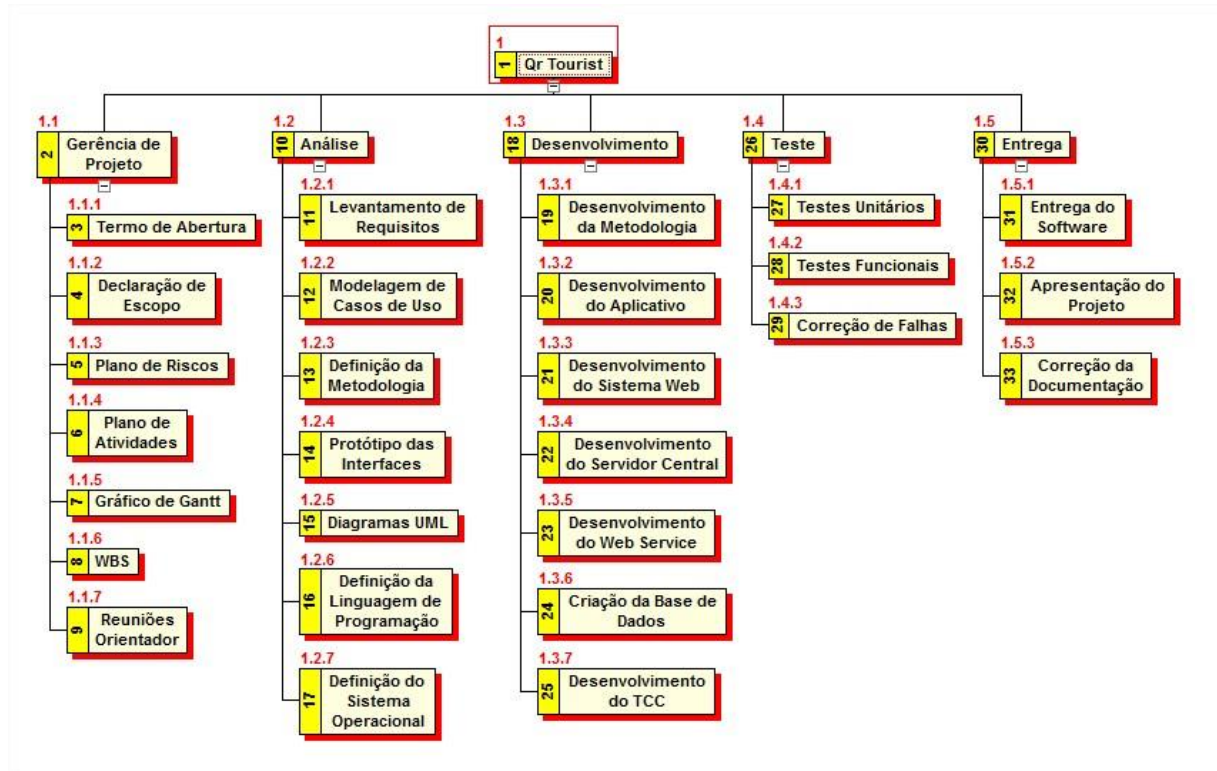 1
1
Qr Tourist
1.1
2
Gerência de
Projeto
1.1.1
3
Termo de Abertura
1.1.2
4
Declaração de
Escopo
1.1.3
5
Plano de Riscos
1.1.4
6
Plano de
Atividades
1.1.5
7
Gráfico de Gantt
1.1.6
8
WBS
1.1.7
9
Reuniões
Orientador
1.2
10
Análise
1.2.1
11
Levantamento de
Requisitos
1.2.2
12
Modelagem de
Casos de Uso
1.2.3
13
Definição da
Metodologia
1.2.4
14
Protótipo das
Interfaces
1.2.5
15
Diagramas UML
1.2.6
16
Definição da
Linguagem de
Programação
1.2.7
17
Definição do
Sistema
Operacional
1.3
18
Desenvolvimento
1.3.1
19
Desenvolvimento
da Metodologia
1.3.2
20
Desenvolvimento
do Aplicativo
1.3.3
21
Desenvolvimento
do Sistema Web
1.3.4
22
Desenvolvimento
do Servidor Central
1.3.5
23
Desenvolvimento
do Web Service
1.3.6
24
Criação da Base de
Dados
1.3.7
25
Desenvolvimento
do TCC
1.4
26
Teste
1.4.1
27
Testes Unitários
1.4.2
28
Testes Funcionais
1.4.3
29
Correção de Falhas
1.5
30
Entrega
1.5.1
31
Entrega do
Software
1.5.2
32
Apresentação do
Projeto
1.5.3
33
Correção da
Documentação